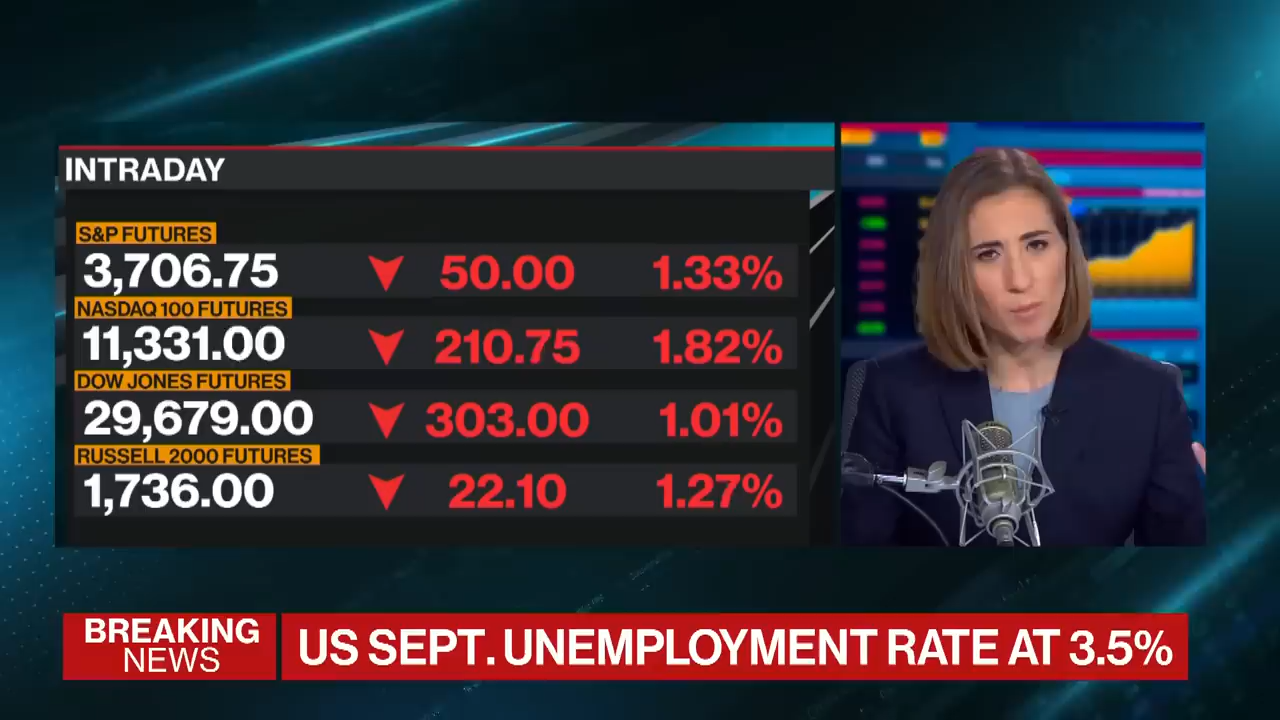 INTRADAY
S&P FUTURES
3,706.75 50.00 1.33%
NASDAQ 100 FUTURES
11,331.00 210.75 1.82%
DOW JONES FUTURES
29,679.00 303.00 1.01%
RUSSELL 2000 FUTURES
1,736.00 22.10 1.27%
BREAKING
NEWS
US SEPT. UNEMPLOYMENT RATE AT 3.5%